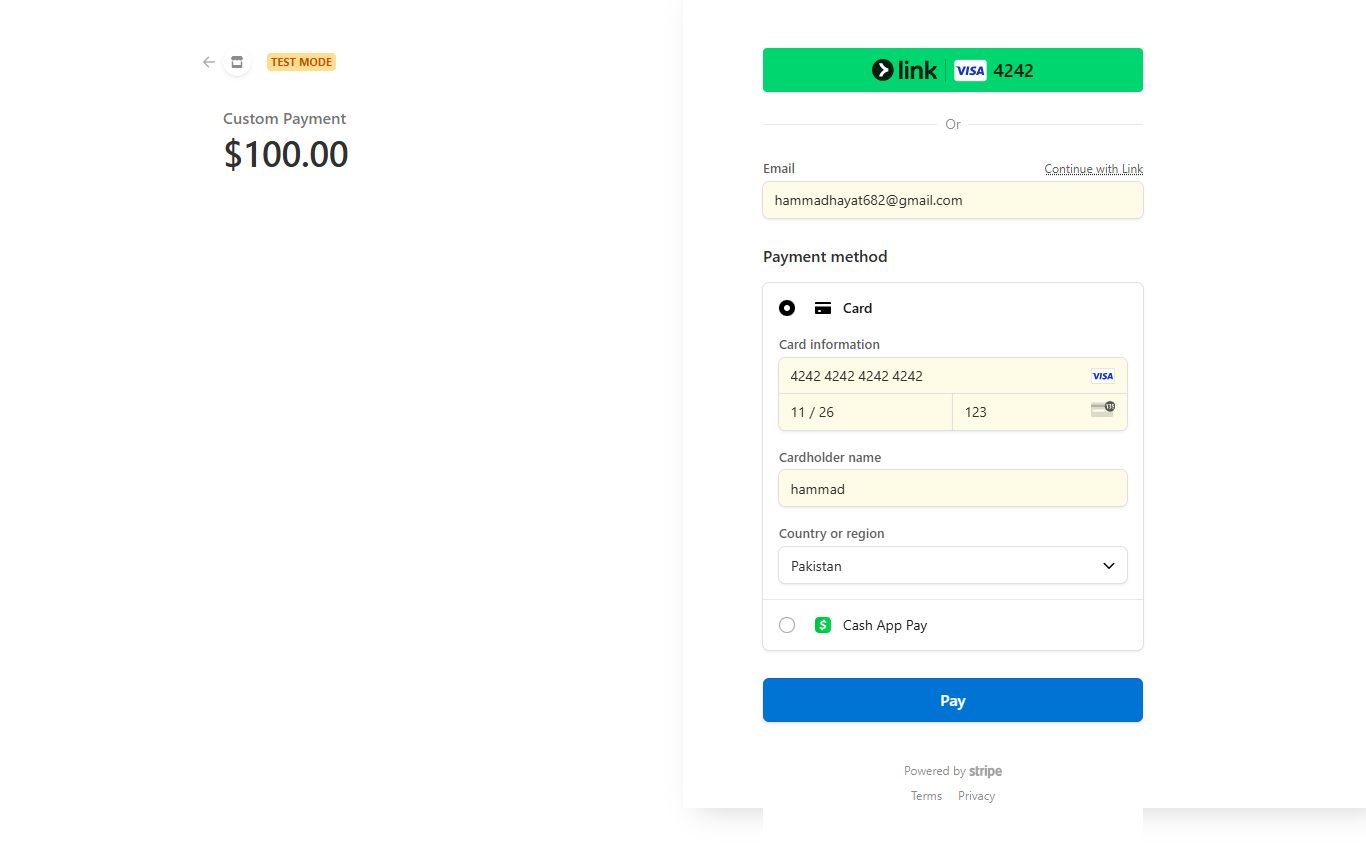 TEST MODE
Custom Payment
$100.00
link VISA 4242
Or
Email Continue with Link
hammadhayat682@gmail.com
Payment method
Card
Card information
4242 4242 4242 4242 VISA
11 / 26 123 135
Cardholder name
hammad
Country or region
Pakistan
$ Cash App Pay
Pay
Powered by stripe
Terms Privacy